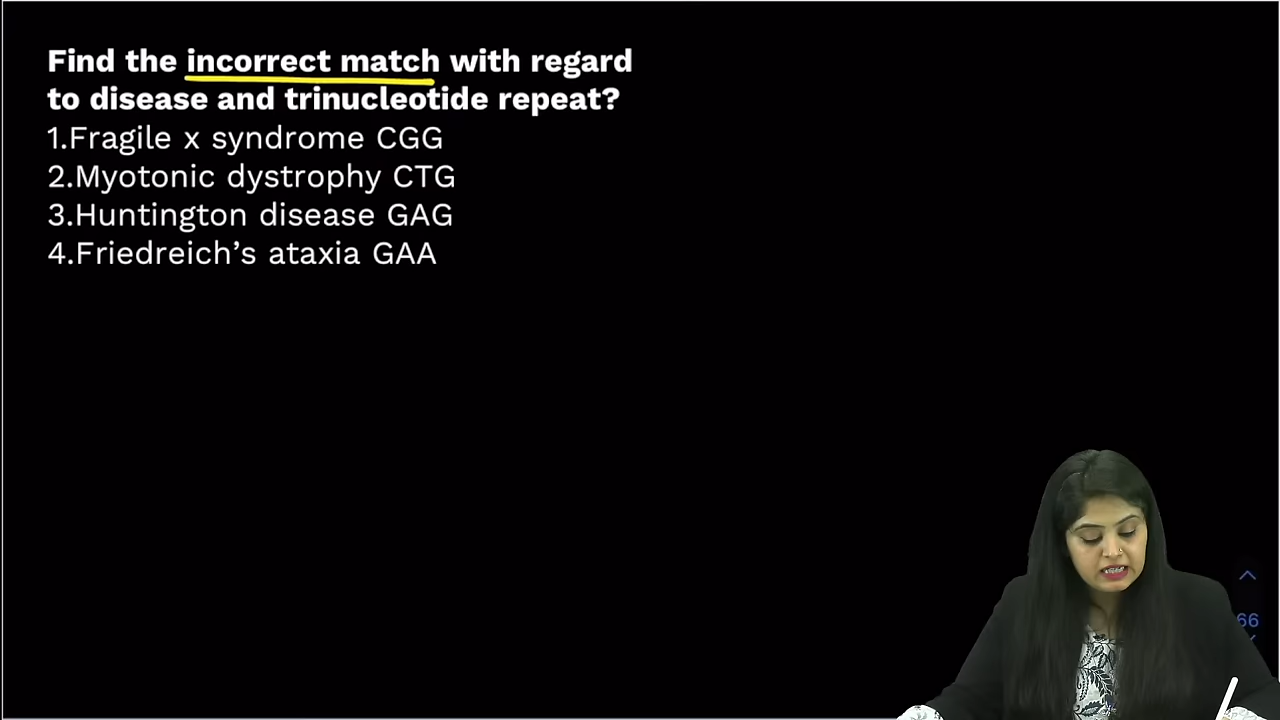 Find the incorrect match with regard
to disease and trinucleotide repeat?
1.Fragile x syndrome CGG
2.Myotonic dystrophy CTG
3.Huntington disease GAG
4.Friedreich’s ataxia GAA
66